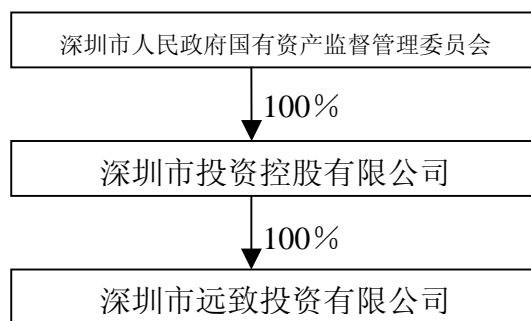 深圳市人民政府国有资产监督管理委员会
100％
深圳市投资控股有限公司
100％
深圳市远致投资有限公司